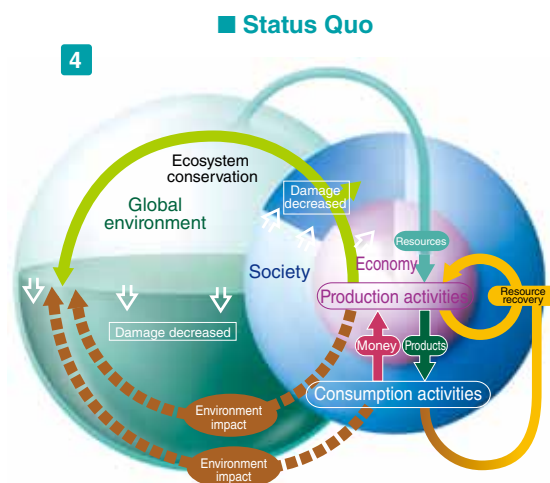 Status Quo
4
Ecosystem
conservation
Global
environment
Damage
decreased
Society
Resources
Economy
Production activities
Resource
recovery
Damage decreased
Money
Products
Consumption activities
Environment
impact
Environment
impact